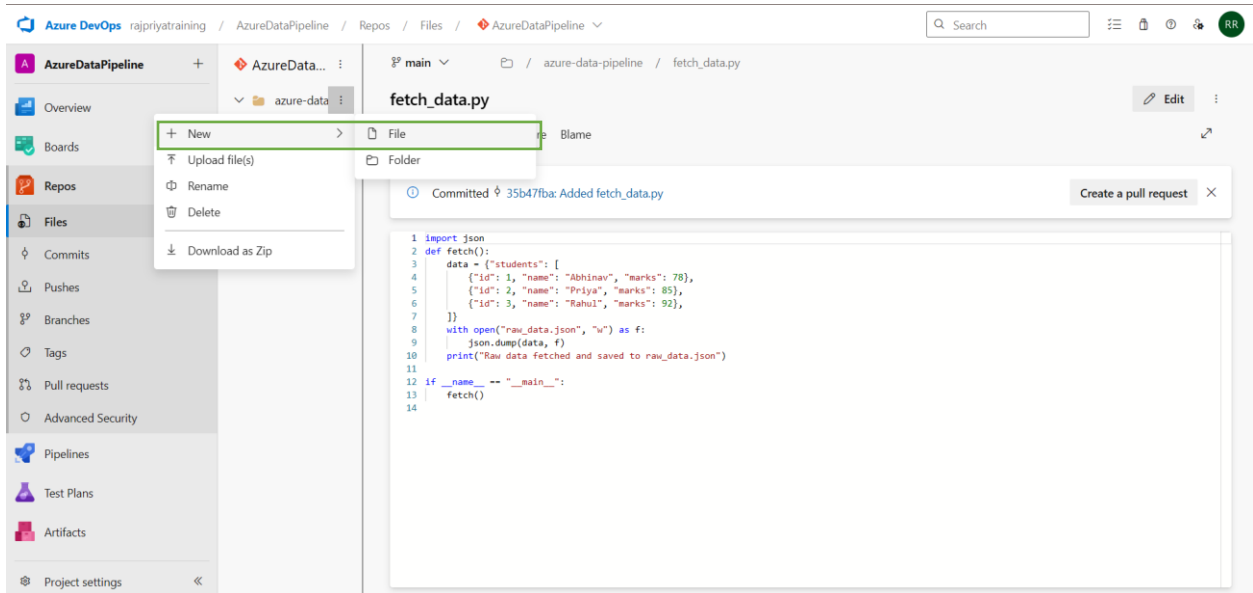 Azure DevOps rajpriyatraining / AzureDataPipeline / Repos / Files / AzureDataPipeline
Search
RR
A AzureDataPipeline +
Overview
Boards
Repos
Files
Commits
Pushes
Branches
Tags
Pull requests
Advanced Security
Pipelines
Test Plans
Artifacts
Project settings
AzureData...
azure-data
+ New
Upload file(s)
Rename
Delete
Download as Zip
File
Folder
main / azure-data-pipeline / fetch_data.py
fetch_data.py
Edit
Blame
Committed 35b47fba: Added fetch_data.py
Create a pull request
1 import json
2 def fetch():
3 data = {"students": [
4 {"id": 1, "name": "Abhinav", "marks": 78},
5 {"id": 2, "name": "Priya", "marks": 85},
6 {"id": 3, "name": "Rahul", "marks": 92},
7 ]}
8 with open("raw_data.json", "w") as f:
9 json.dump(data, f)
10 print("Raw data fetched and saved to raw_data.json")
11
12 if __name__ == "__main__":
13 fetch()
14